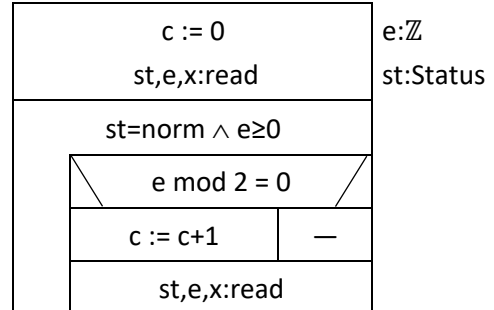 c := 0
e:ℤ
st,e,x:read
st:Status
st=norm ∧ e≥0
e mod 2 = 0
c := c+1
—
st,e,x:read